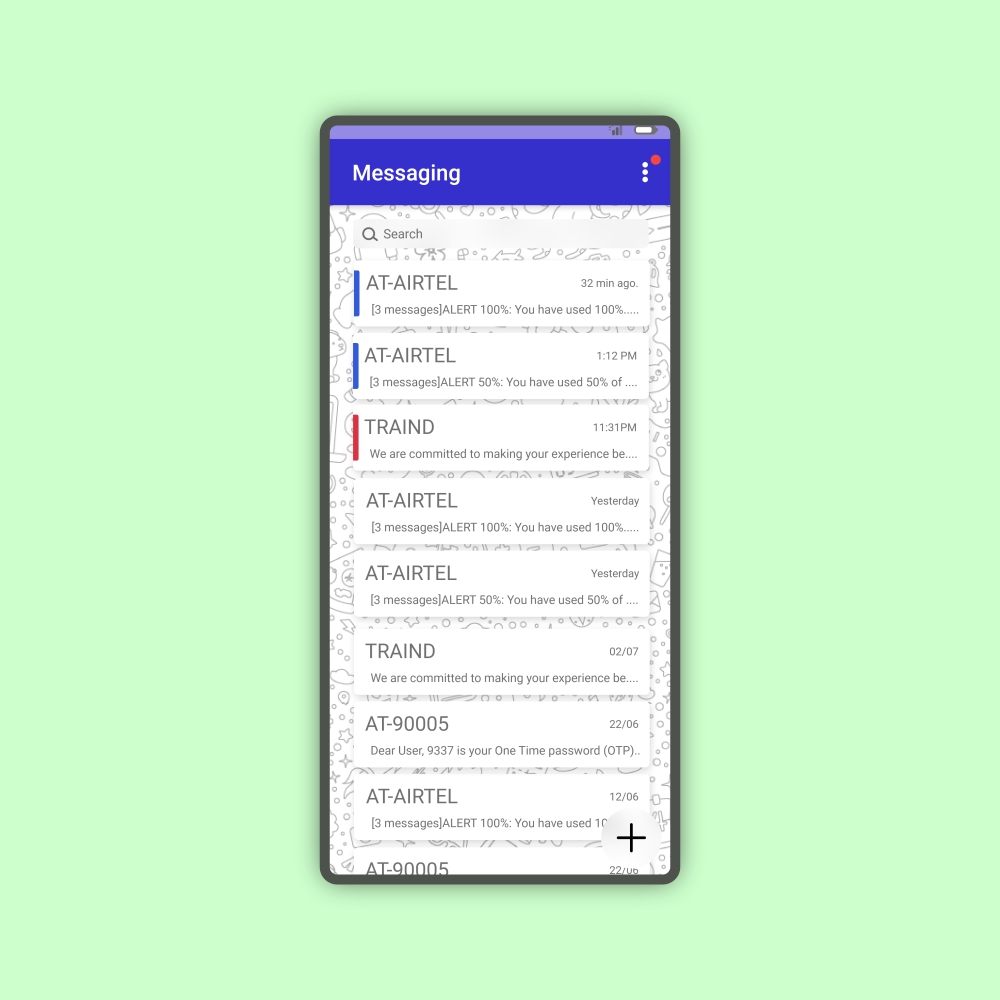 Messaging
Search
AT-AIRTEL 32 min ago.
[3 messages]ALERT 100%: You have used 100%.....
AT-AIRTEL 1:12 PM
[3 messages]ALERT 50%: You have used 50% of ....
TRAIND 11:31PM
We are committed to making your experience be....
AT-AIRTEL Yesterday
[3 messages]ALERT 100%: You have used 100%.....
AT-AIRTEL Yesterday
[3 messages]ALERT 50%: You have used 50% of ....
TRAIND 02/07
We are committed to making your experience be....
AT-90005 22/06
Dear User, 9337 is your One Time password (OTP)..
AT-AIRTEL 12/06
[3 messages]ALERT 100%: You have used 10
AT-90005 22/06